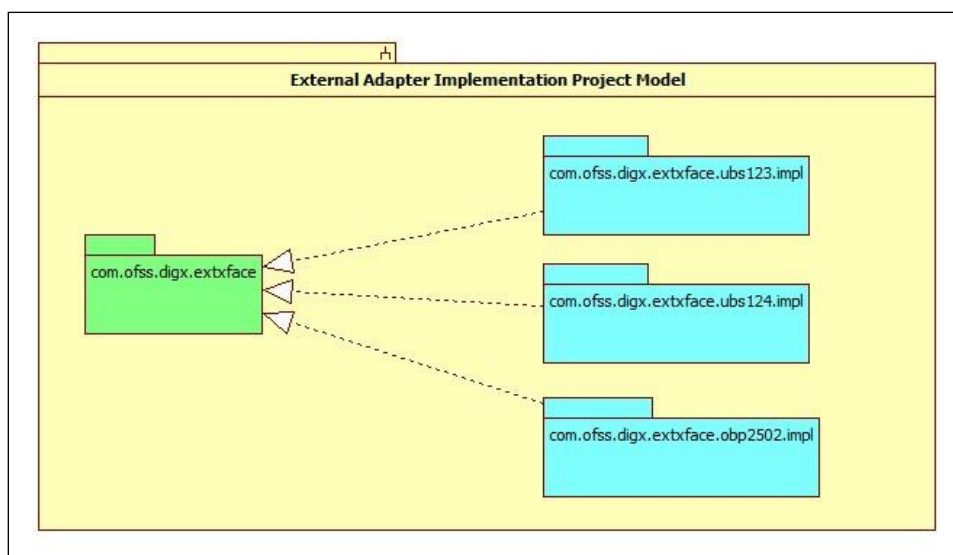 External Adapter Implementation Project Model
com.ofss.digx.extxface.ubs123.impl
com.ofss.digx.extxface
com.ofss.digx.extxface.ubs124.impl
com.ofss.digx.extxface.obp2502.impl